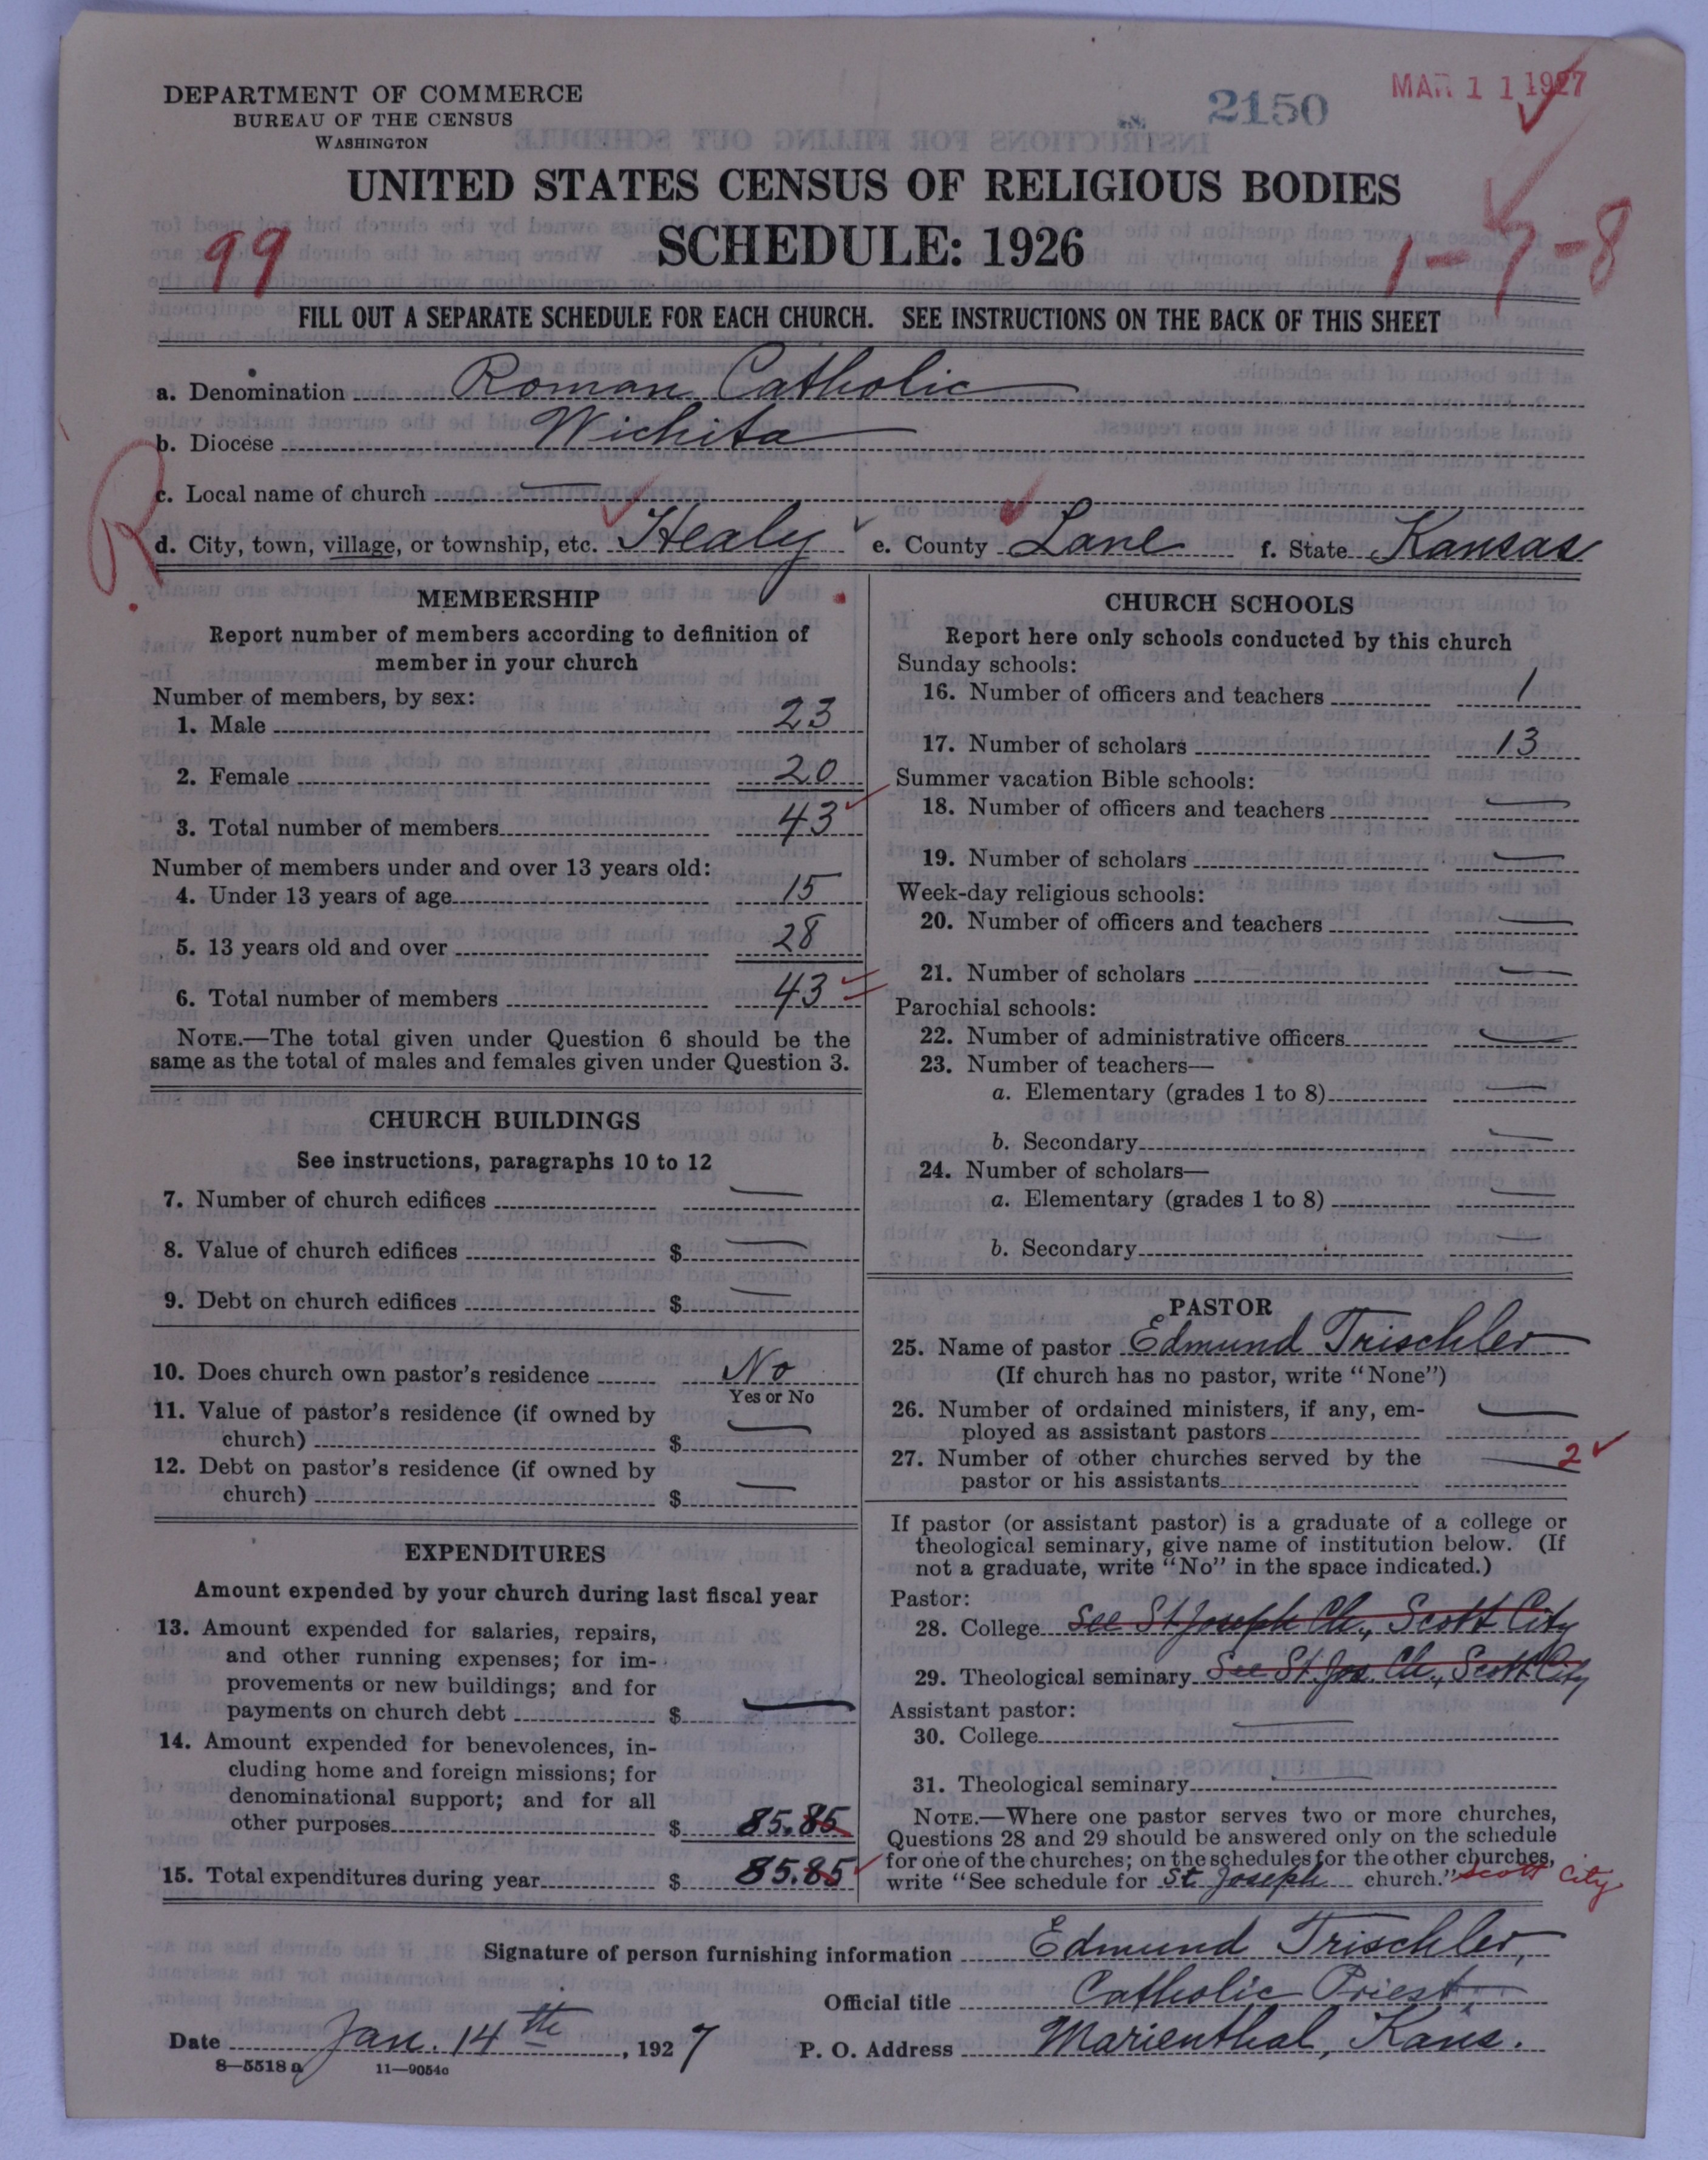 DEPARTMENT OF COMMERCE
BUREAU OF THE CENSUS
WASHINGTON
2150
MAR 11 1927
UNITED STATES CENSUS OF RELIGIOUS BODIES
SCHEDULE: 1926
99
1-5-8
FILL OUT A SEPARATE SCHEDULE FOR EACH CHURCH. SEE INSTRUCTIONS ON THE BACK OF THIS SHEET
a. Denomination Roman Catholic
b. Diocese Wichita
c. Local name of church —
R
d. City, town, village, or township, etc. Healy e. County Lane f. State Kansas
MEMBERSHIP
Report number of members according to definition of
member in your church
Number of members, by sex:
1. Male 23
2. Female 20
3. Total number of members 43
Number of members under and over 13 years old:
4. Under 13 years of age 15
5. 13 years old and over 28
6. Total number of members 43
NOTE.—The total given under Question 6 should be the
same as the total of males and females given under Question 3.
CHURCH BUILDINGS
See instructions, paragraphs 10 to 12
7. Number of church edifices —
8. Value of church edifices $ —
9. Debt on church edifices $ —
10. Does church own pastor's residence No
Yes or No
11. Value of pastor's residence (if owned by
church) $ —
12. Debt on pastor's residence (if owned by
church) $ —
EXPENDITURES
Amount expended by your church during last fiscal year
13. Amount expended for salaries, repairs,
and other running expenses; for im-
provements or new buildings; and for
payments on church debt $ —
14. Amount expended for benevolences, in-
cluding home and foreign missions; for
denominational support; and for all
other purposes $ 85.85
15. Total expenditures during year $ 85.85
CHURCH SCHOOLS
Report here only schools conducted by this church
Sunday schools:
16. Number of officers and teachers 1
17. Number of scholars 13
Summer vacation Bible schools:
18. Number of officers and teachers —
19. Number of scholars —
Week-day religious schools:
20. Number of officers and teachers —
21. Number of scholars —
Parochial schools:
22. Number of administrative officers —
23. Number of teachers—
a. Elementary (grades 1 to 8) —
b. Secondary —
24. Number of scholars—
a. Elementary (grades 1 to 8) —
b. Secondary —
PASTOR
25. Name of pastor Edmund Trischler
(If church has no pastor, write "None")
26. Number of ordained ministers, if any, em-
ployed as assistant pastors —
27. Number of other churches served by the
pastor or his assistants — 2
If pastor (or assistant pastor) is a graduate of a college or
theological seminary, give name of institution below. (If
not a graduate, write "No" in the space indicated.)
Pastor:
28. College See St Joseph Ch., Scott City
29. Theological seminary See St. Jos. Ch., Scott City
Assistant pastor:
30. College —
31. Theological seminary —
NOTE.—Where one pastor serves two or more churches,
Questions 28 and 29 should be answered only on the schedule
for one of the churches; on the schedules for the other churches,
write "See schedule for St. Joseph church." Scott City
Signature of person furnishing information Edmund Trischler,
Official title Catholic Priest.
Date Jan. 14th, 1927 P. O. Address Marienthal, Kans.
8—5518a 11—9054a